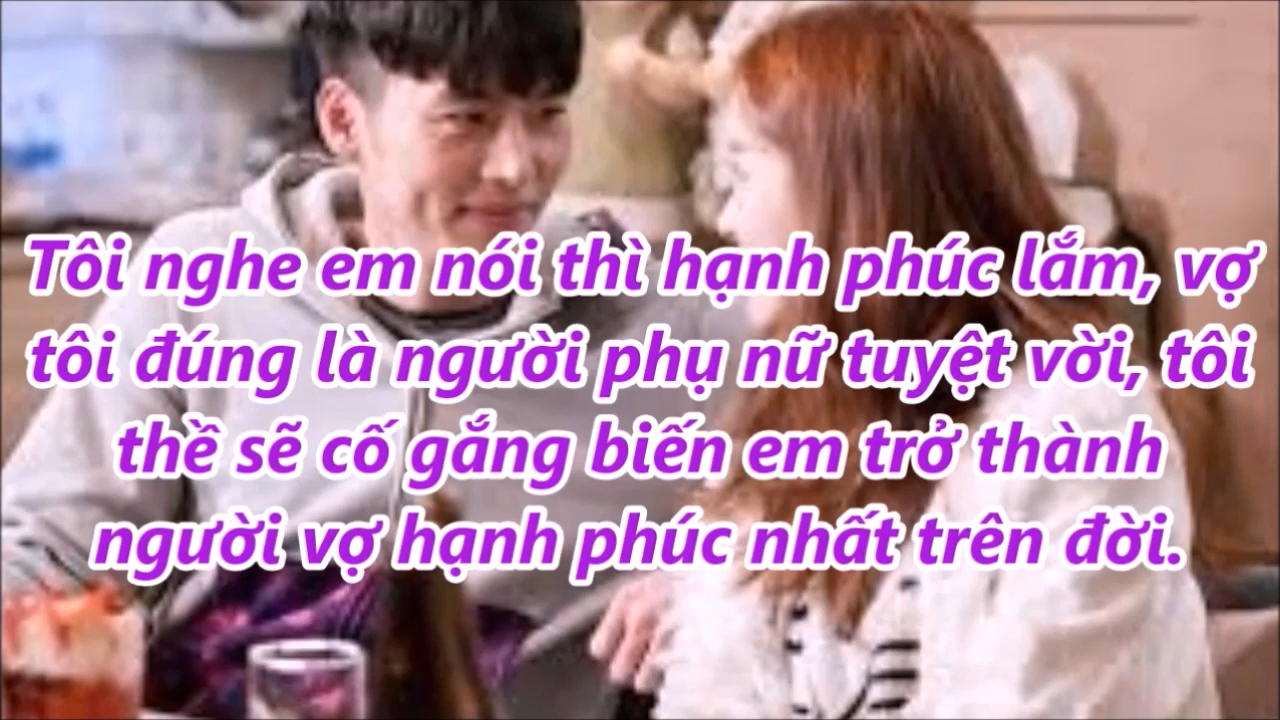 Tôi nghe em nói thì hạnh phúc lắm, vợ
tôi đúng là người phụ nữ tuyệt vời, tôi
thề sẽ cố gắng biến em trở thành
người vợ hạnh phúc nhất trên đời.